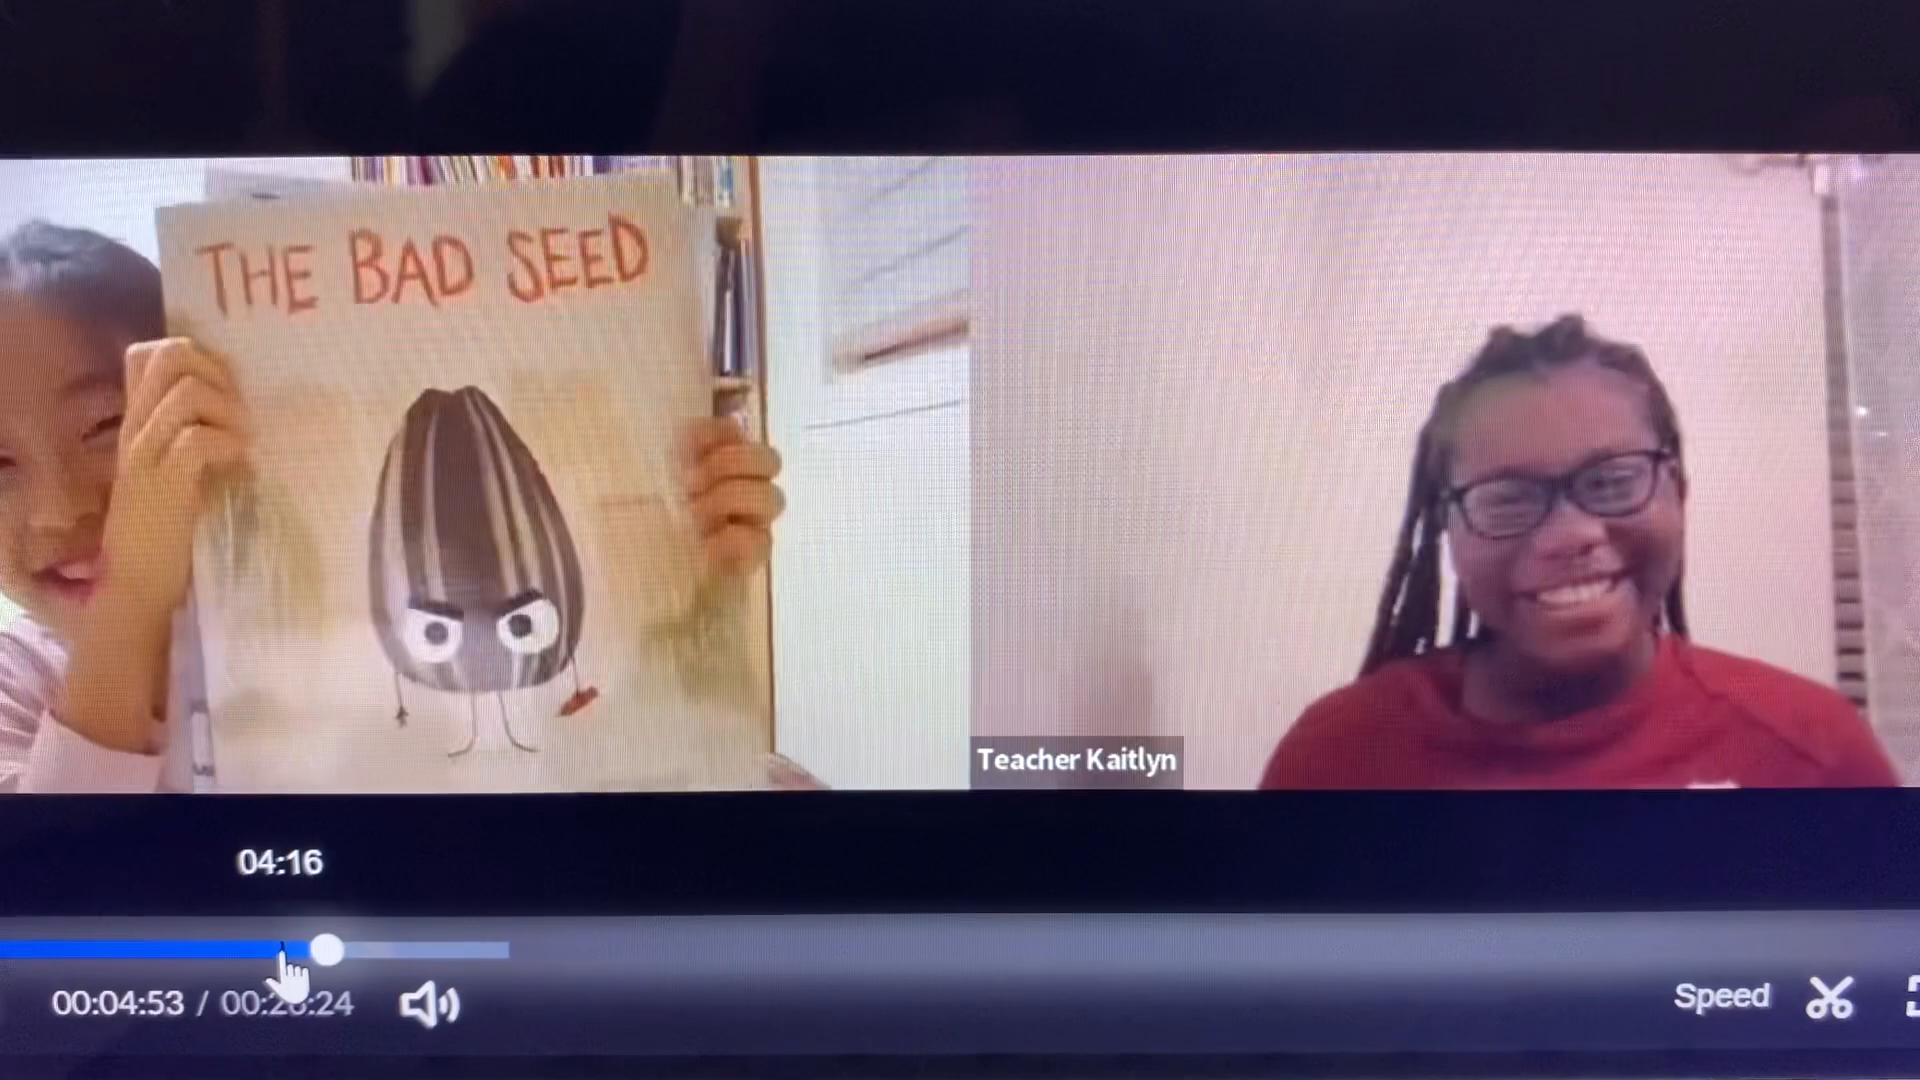 THE BAD SEED
Teacher Kaitlyn
04:16
00:04:53 /
Speed